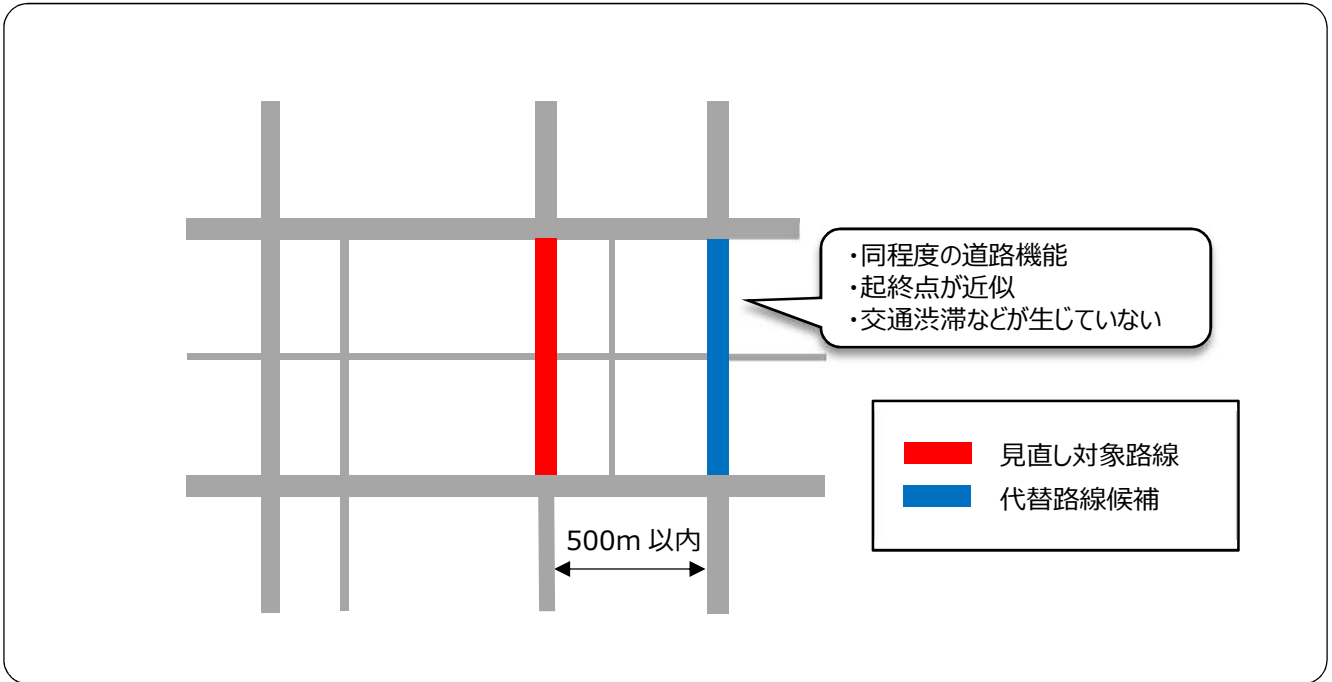 ・同程度の道路機能
・起終点が近似
・交通渋滞などが生じていない
見直し対象路線
代替路線候補
500m 以内